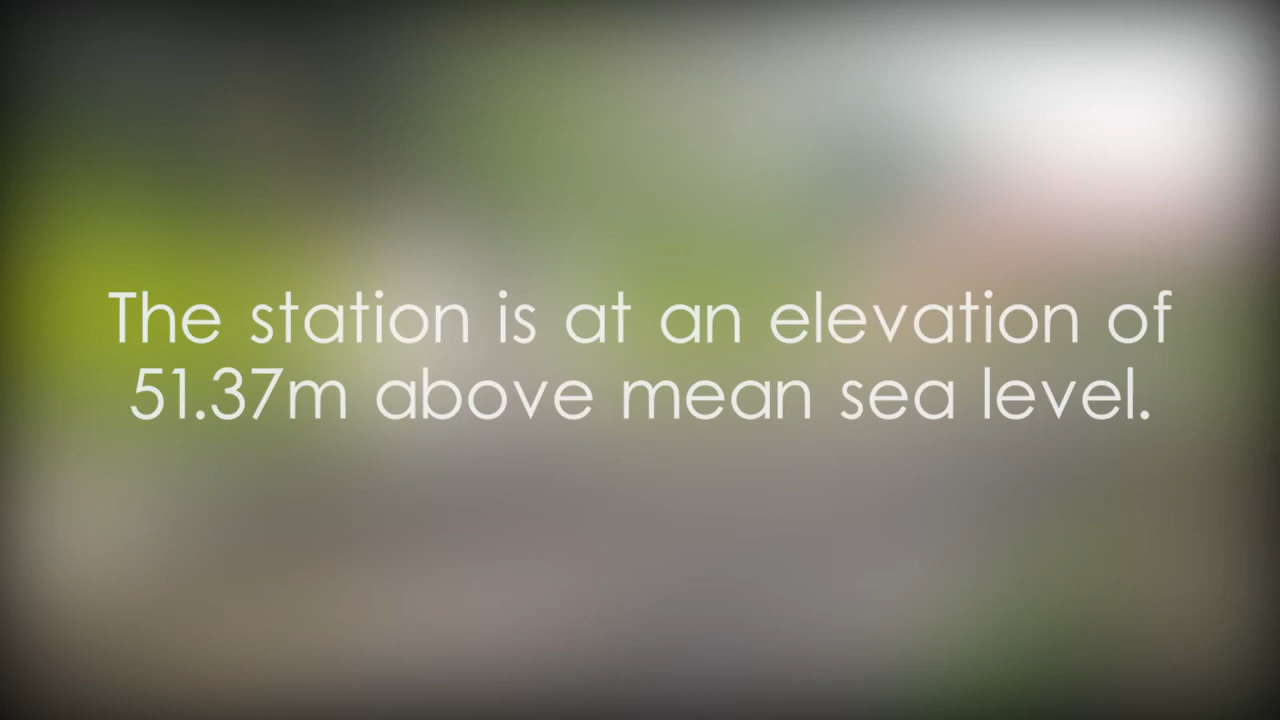 The station is at an elevation of
51.37m above mean sea level.